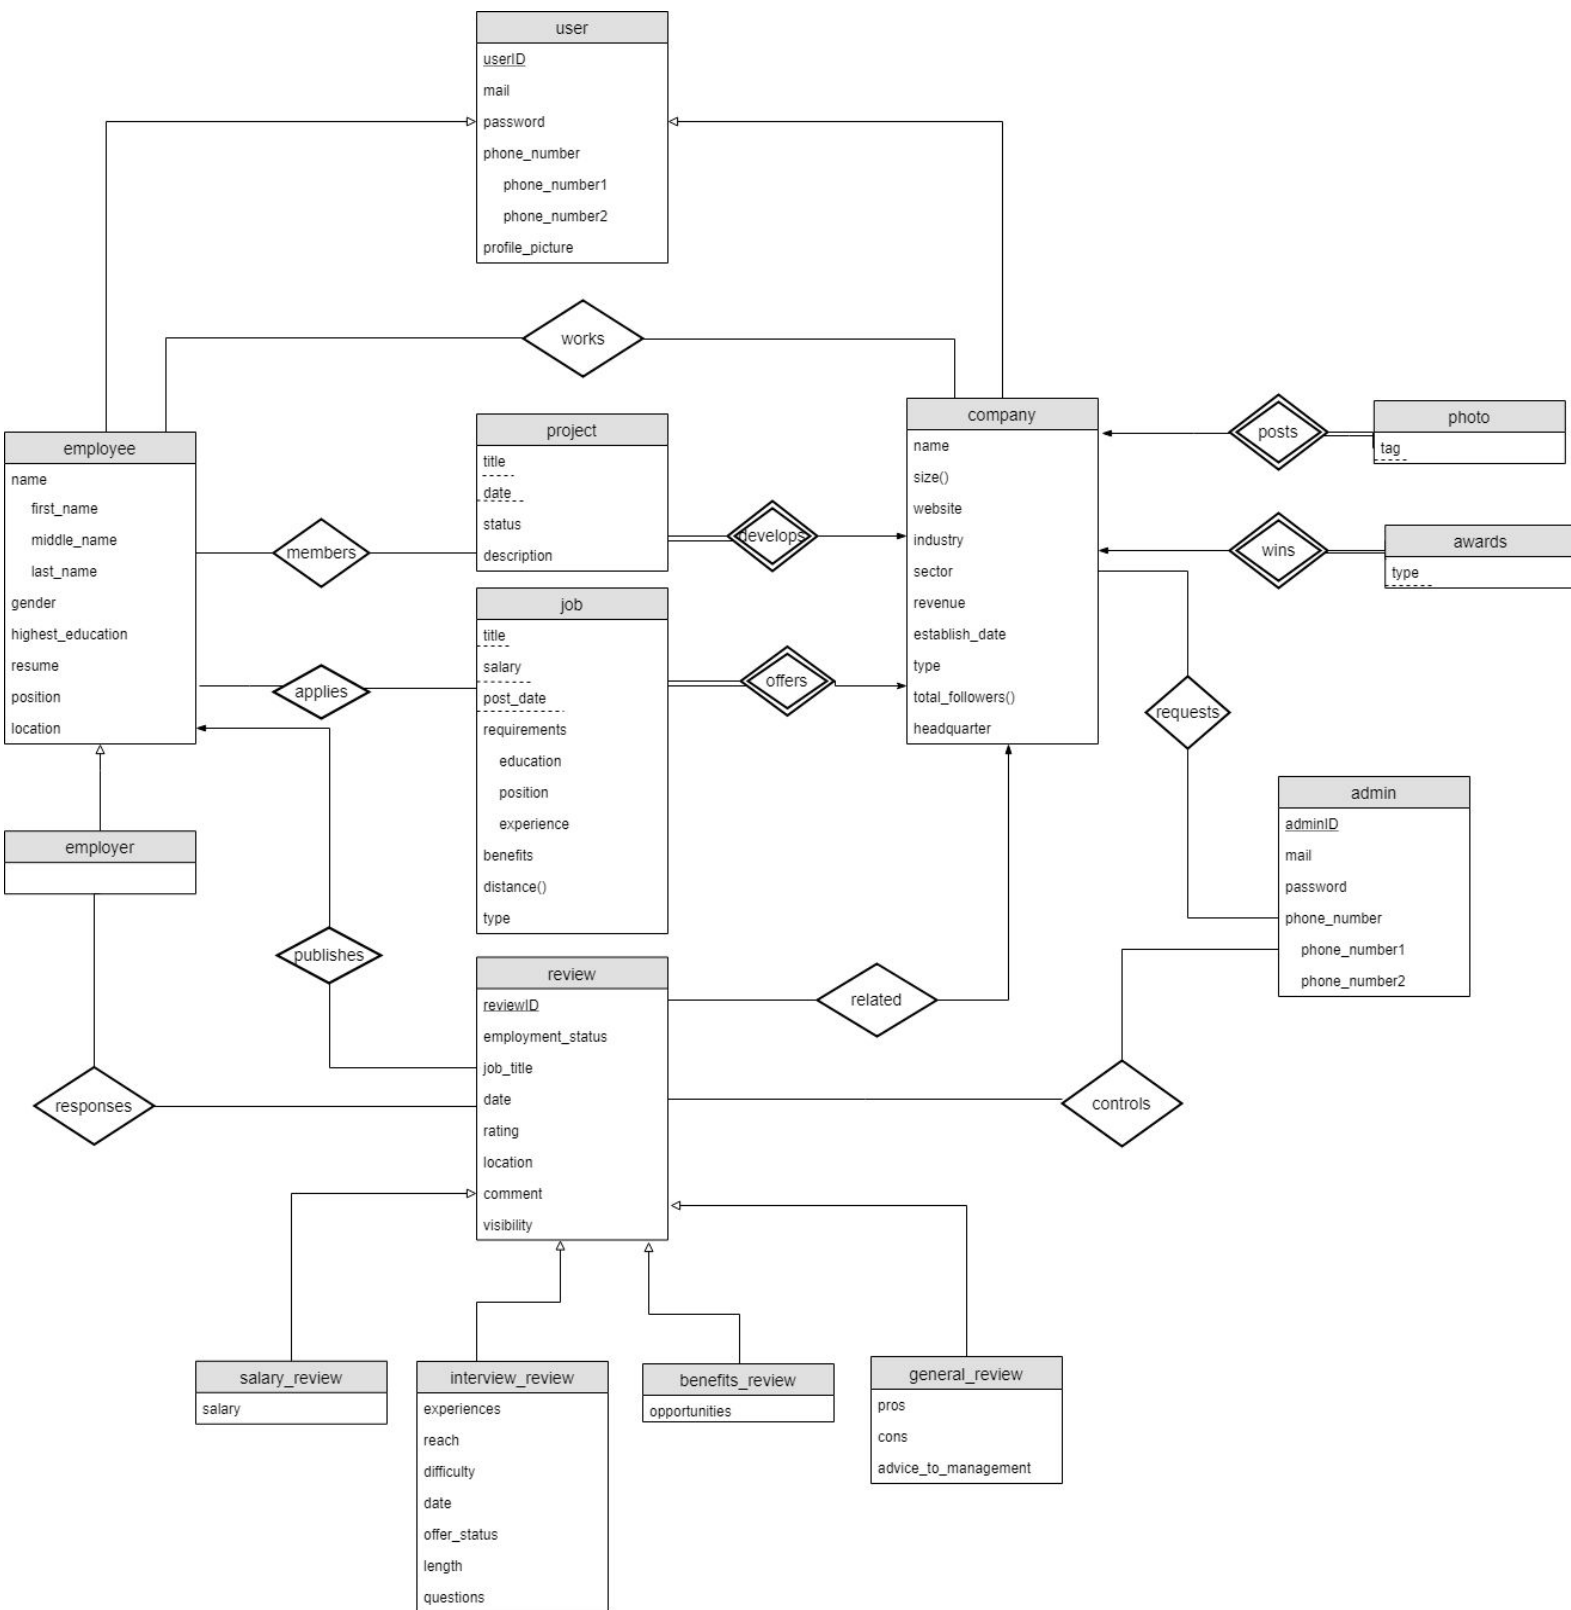 user
userID
mail
password
phone_number
phone_number1
phone_number2
profile_picture
works
employee
name
first_name
middle_name
last_name
gender
highest_education
resume
position
location
project
title
date
status
description
company
name
size()
website
industry
sector
revenue
establish_date
type
total_followers()
headquarter
posts
photo
tag
wins
awards
type
members
develops
job
title
salary
post_date
requirements
education
position
experience
benefits
distance()
type
applies
offers
requests
admin
adminID
mail
password
phone_number
phone_number1
phone_number2
employer
publishes
review
reviewID
employment_status
job_title
date
rating
location
comment
visibility
related
responses
controls
salary_review
salary
interview_review
experiences
reach
difficulty
date
offer_status
length
questions
benefits_review
opportunities
general_review
pros
cons
advice_to_management